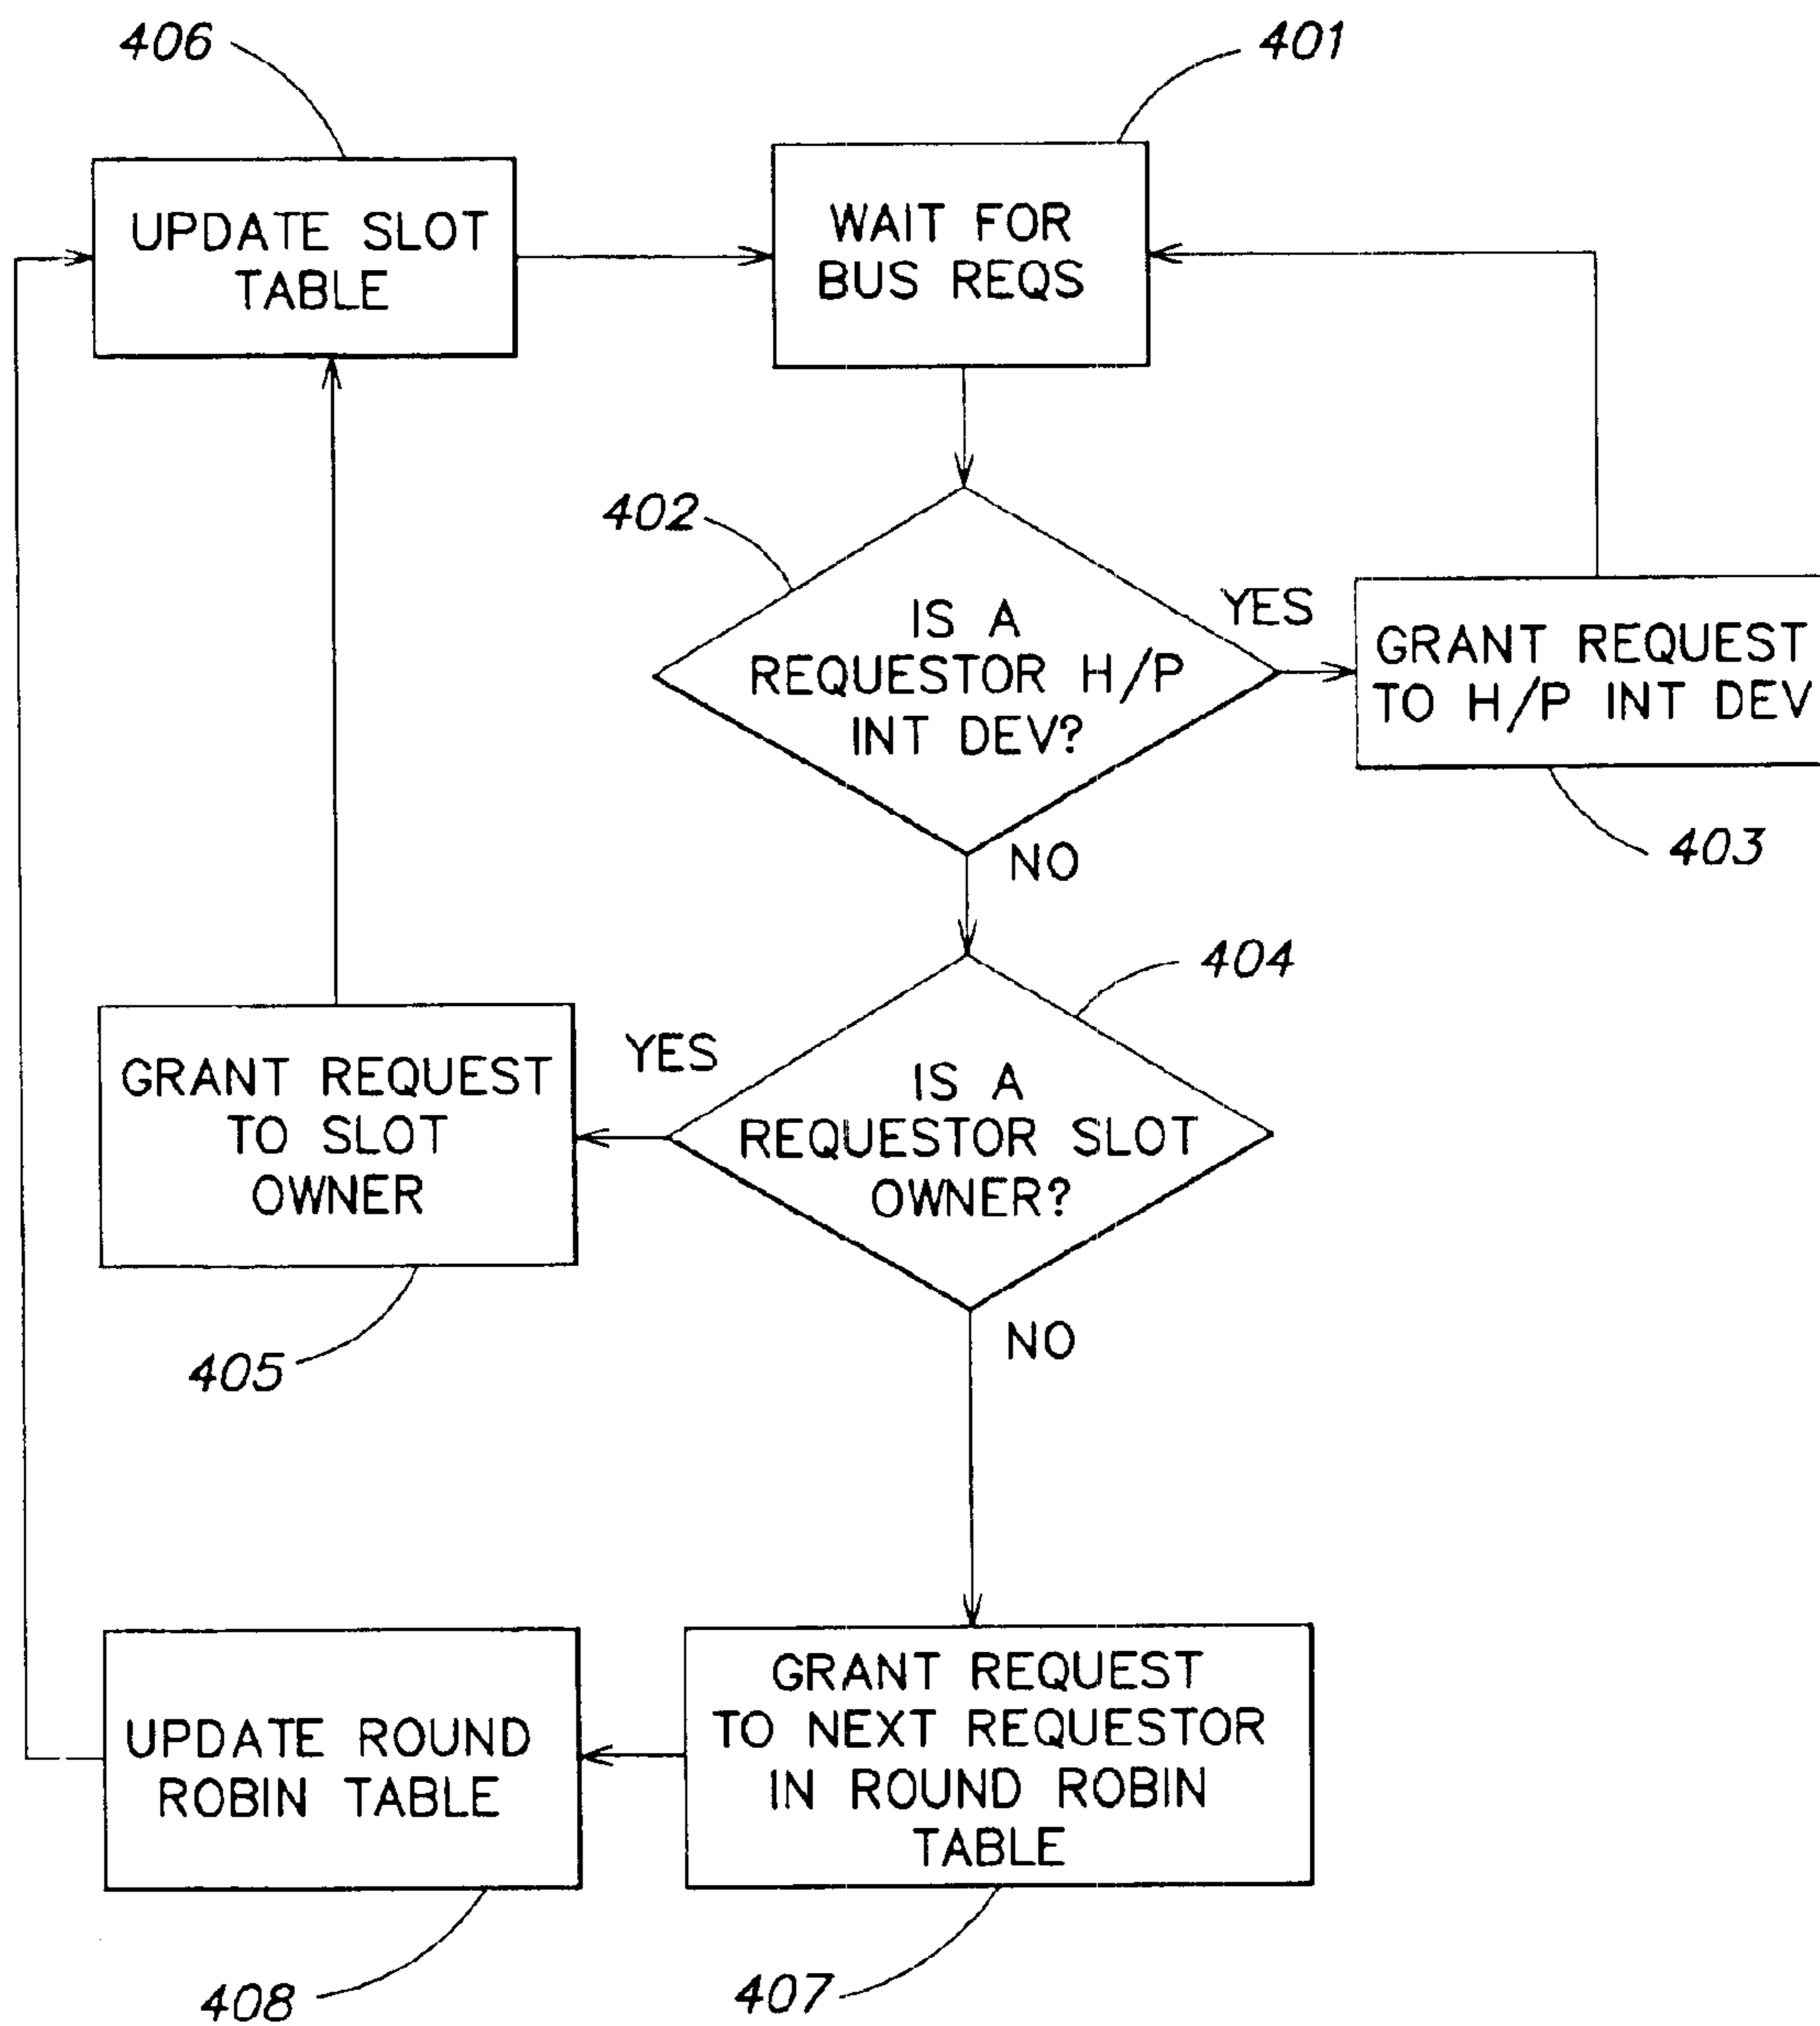 406
401
UPDATE SLOT
TABLE
WAIT FOR
BUS REQS
402
IS A
REQUESTOR H/P
INT DEV?
YES
GRANT REQUEST
TO H/P INT DEV
403
NO
404
GRANT REQUEST
TO SLOT
OWNER
YES
IS A
REQUESTOR SLOT
OWNER?
405
NO
UPDATE ROUND
ROBIN TABLE
GRANT REQUEST
TO NEXT REQUESTOR
IN ROUND ROBIN
TABLE
408
407